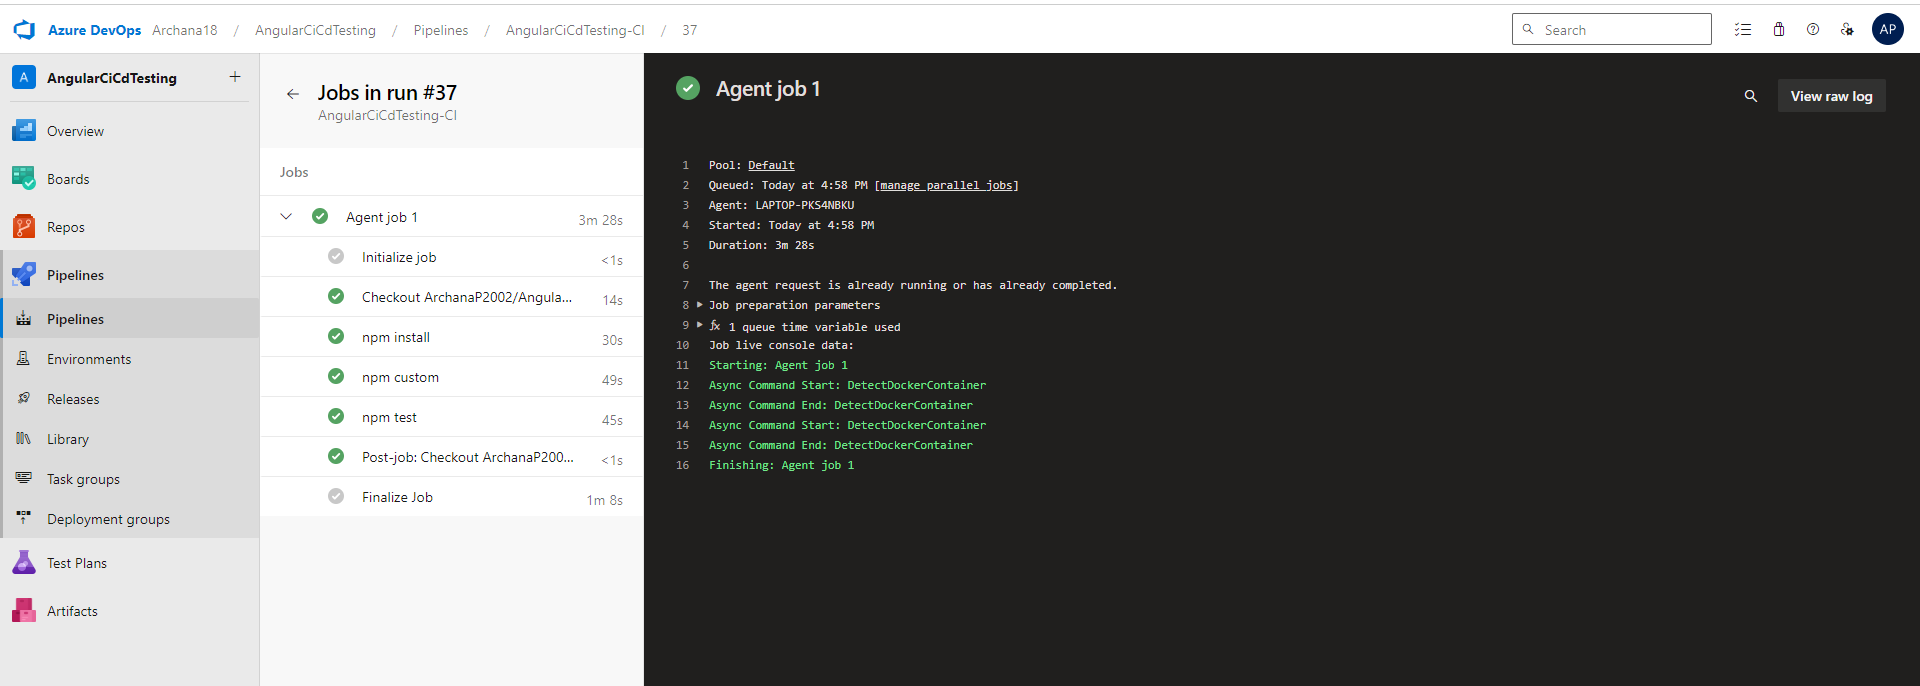 Azure DevOps Archana18 / AngularCiCdTesting / Pipelines / AngularCiCdTesting-CI / 37
Search
AP
A AngularCiCdTesting +
Overview
Boards
Repos
Pipelines
Pipelines
Environments
Releases
Library
Task groups
Deployment groups
Test Plans
Artifacts
Jobs in run #37
AngularCiCdTesting-CI
Jobs
Agent job 1 3m 28s
Initialize job <1s
Checkout ArchanaP2002/Angula... 14s
npm install 30s
npm custom 49s
npm test 45s
Post-job: Checkout ArchanaP200... <1s
Finalize Job 1m 8s
Agent job 1
View raw log
1 Pool: Default
2 Queued: Today at 4:58 PM [manage parallel jobs]
3 Agent: LAPTOP-PKS4NBKU
4 Started: Today at 4:58 PM
5 Duration: 3m 28s
6
7 The agent request is already running or has already completed.
8 Job preparation parameters
9 fx 1 queue time variable used
10 Job live console data:
11 Starting: Agent job 1
12 Async Command Start: DetectDockerContainer
13 Async Command End: DetectDockerContainer
14 Async Command Start: DetectDockerContainer
15 Async Command End: DetectDockerContainer
16 Finishing: Agent job 1